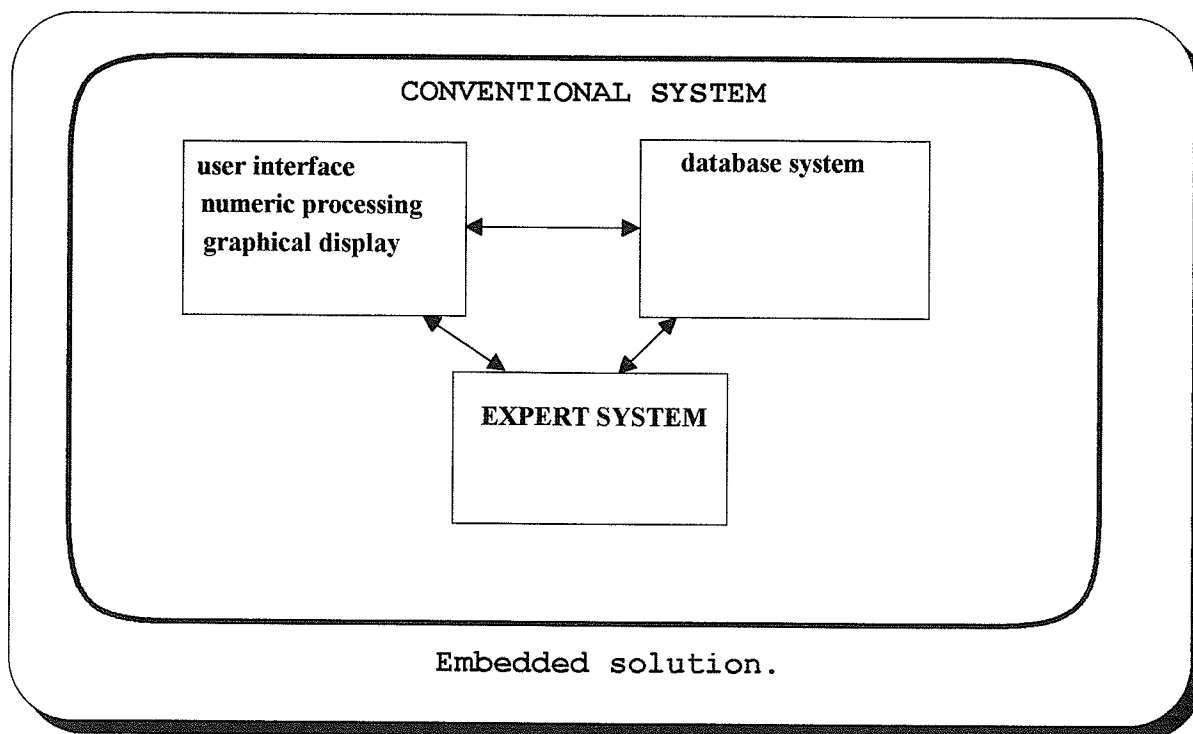 CONVENTIONAL SYSTEM
user interface
numeric processing
graphical display
database system
EXPERT SYSTEM
Embedded solution.